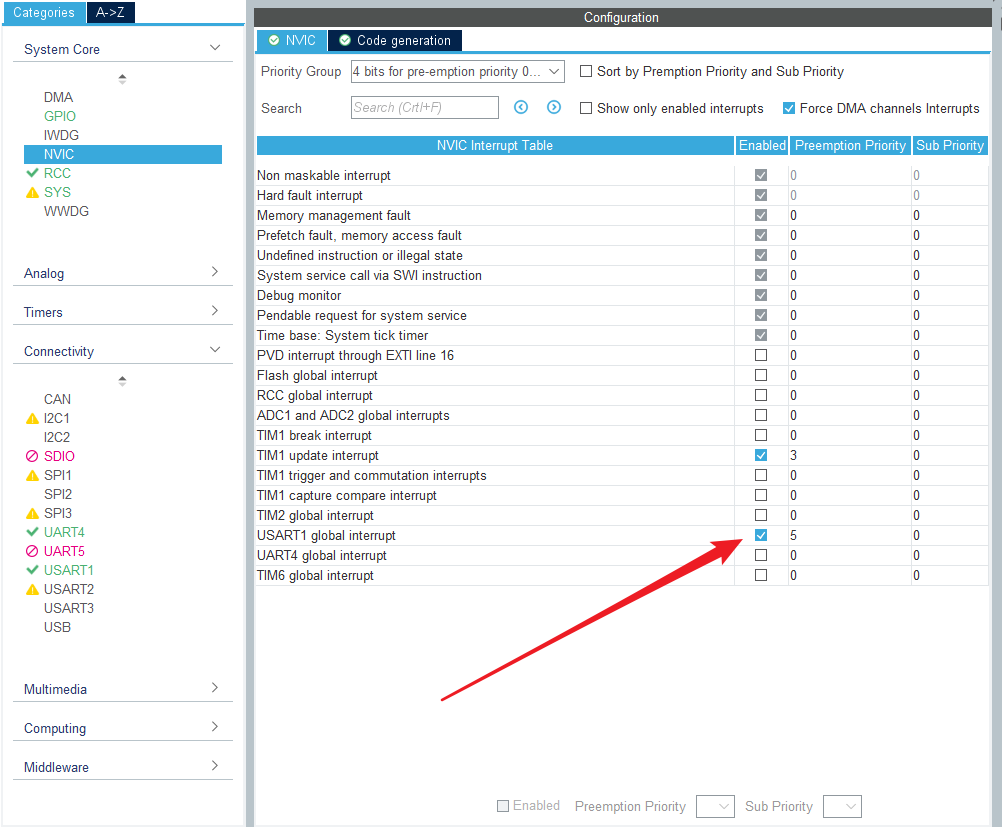 Categories A->Z
System Core
DMA
GPIO
IWDG
NVIC
RCC
SYS
WWDG
Analog
Timers
Connectivity
CAN
I2C1
I2C2
SDIO
SPI1
SPI2
SPI3
UART4
UART5
USART1
USART2
USART3
USB
Multimedia
Computing
Middleware
Configuration
NVIC Code generation
Priority Group 4 bits for pre-emption priority 0... Sort by Premption Priority and Sub Priority
Search Search (Crtl+F) Show only enabled interrupts Force DMA channels Interrupts
NVIC Interrupt Table Enabled Preemption Priority Sub Priority
Non maskable interrupt 0 0
Hard fault interrupt 0 0
Memory management fault 0 0
Prefetch fault, memory access fault 0 0
Undefined instruction or illegal state 0 0
System service call via SWI instruction 0 0
Debug monitor 0 0
Pendable request for system service 0 0
Time base: System tick timer 0 0
PVD interrupt through EXTI line 16 0 0
Flash global interrupt 0 0
RCC global interrupt 0 0
ADC1 and ADC2 global interrupts 0 0
TIM1 break interrupt 0 0
TIM1 update interrupt 3 0
TIM1 trigger and commutation interrupts 0 0
TIM1 capture compare interrupt 0 0
TIM2 global interrupt 0 0
USART1 global interrupt 5 0
UART4 global interrupt 0 0
TIM6 global interrupt 0 0
Enabled Preemption Priority Sub Priority